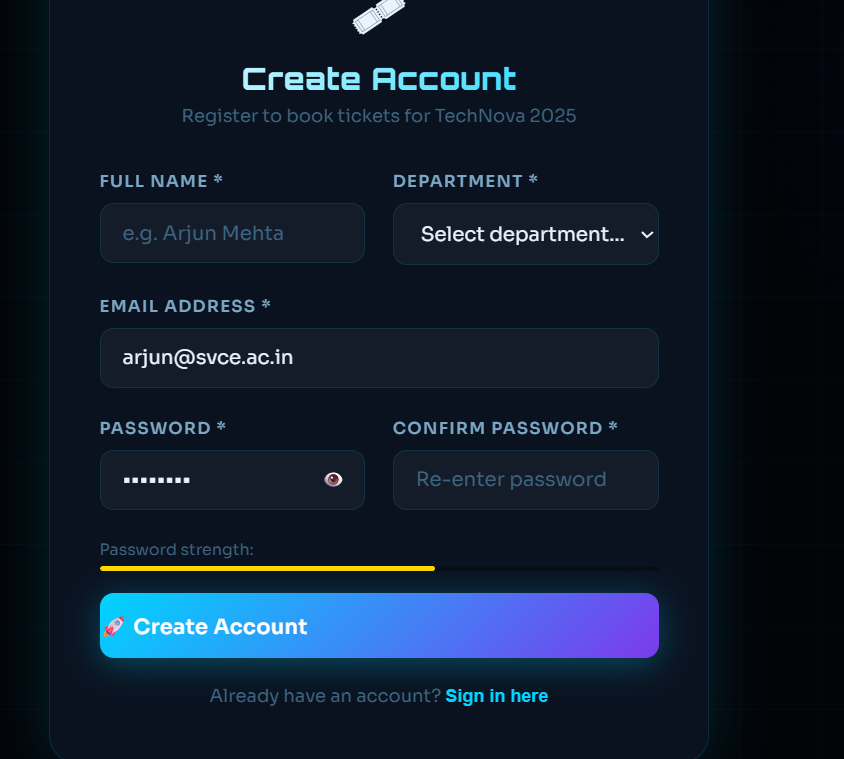 Create Account
Register to book tickets for TechNova 2025
FULL NAME * DEPARTMENT *
e.g. Arjun Mehta Select department...
EMAIL ADDRESS *
arjun@svce.ac.in
PASSWORD * CONFIRM PASSWORD *
•••••••• Re-enter password
Password strength:
🚀 Create Account
Already have an account? Sign in here